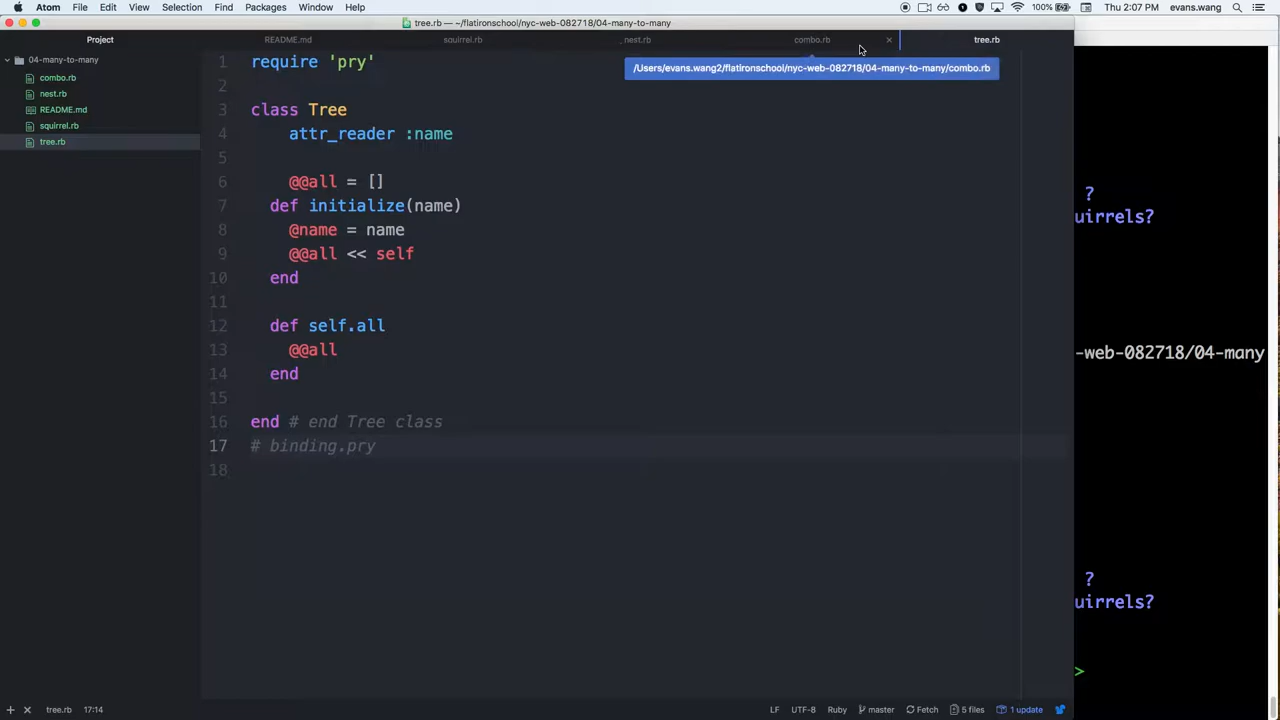 Atom File Edit View Selection Find Packages Window Help 100% Thu 2:07 PM evans.wang
tree.rb — ~/flatironschool/nyc-web-082718/04-many-to-many
Project README.md squirrel.rb nest.rb combo.rb × tree.rb
/Users/evans.wang2/flatironschool/nyc-web-082718/04-many-to-many/combo.rb
04-many-to-many
combo.rb
nest.rb
README.md
squirrel.rb
tree.rb
1 require 'pry'
2
3 class Tree
4 attr_reader :name
5
6 @@all = []
7 def initialize(name)
8 @name = name
9 @@all << self
10 end
11
12 def self.all
13 @@all
14 end
15
16 end # end Tree class
17 # binding.pry
18
?
uirrels?
-web-082718/04-many
?
uirrels?
>
+ × tree.rb 17:14 LF UTF-8 Ruby master Fetch 5 files 1 update